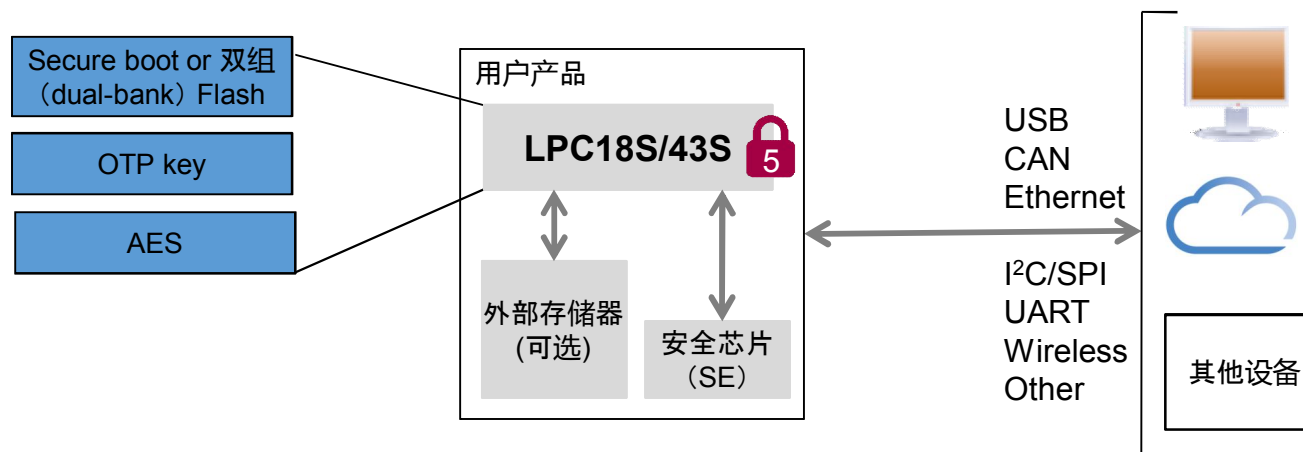 Secure boot or 双组
（dual-bank）Flash
OTP key
AES
用户产品
LPC18S/43S
5
外部存储器
(可选)
安全芯片
（SE）
USB
CAN
Ethernet
I²C/SPI
UART
Wireless
Other
其他设备